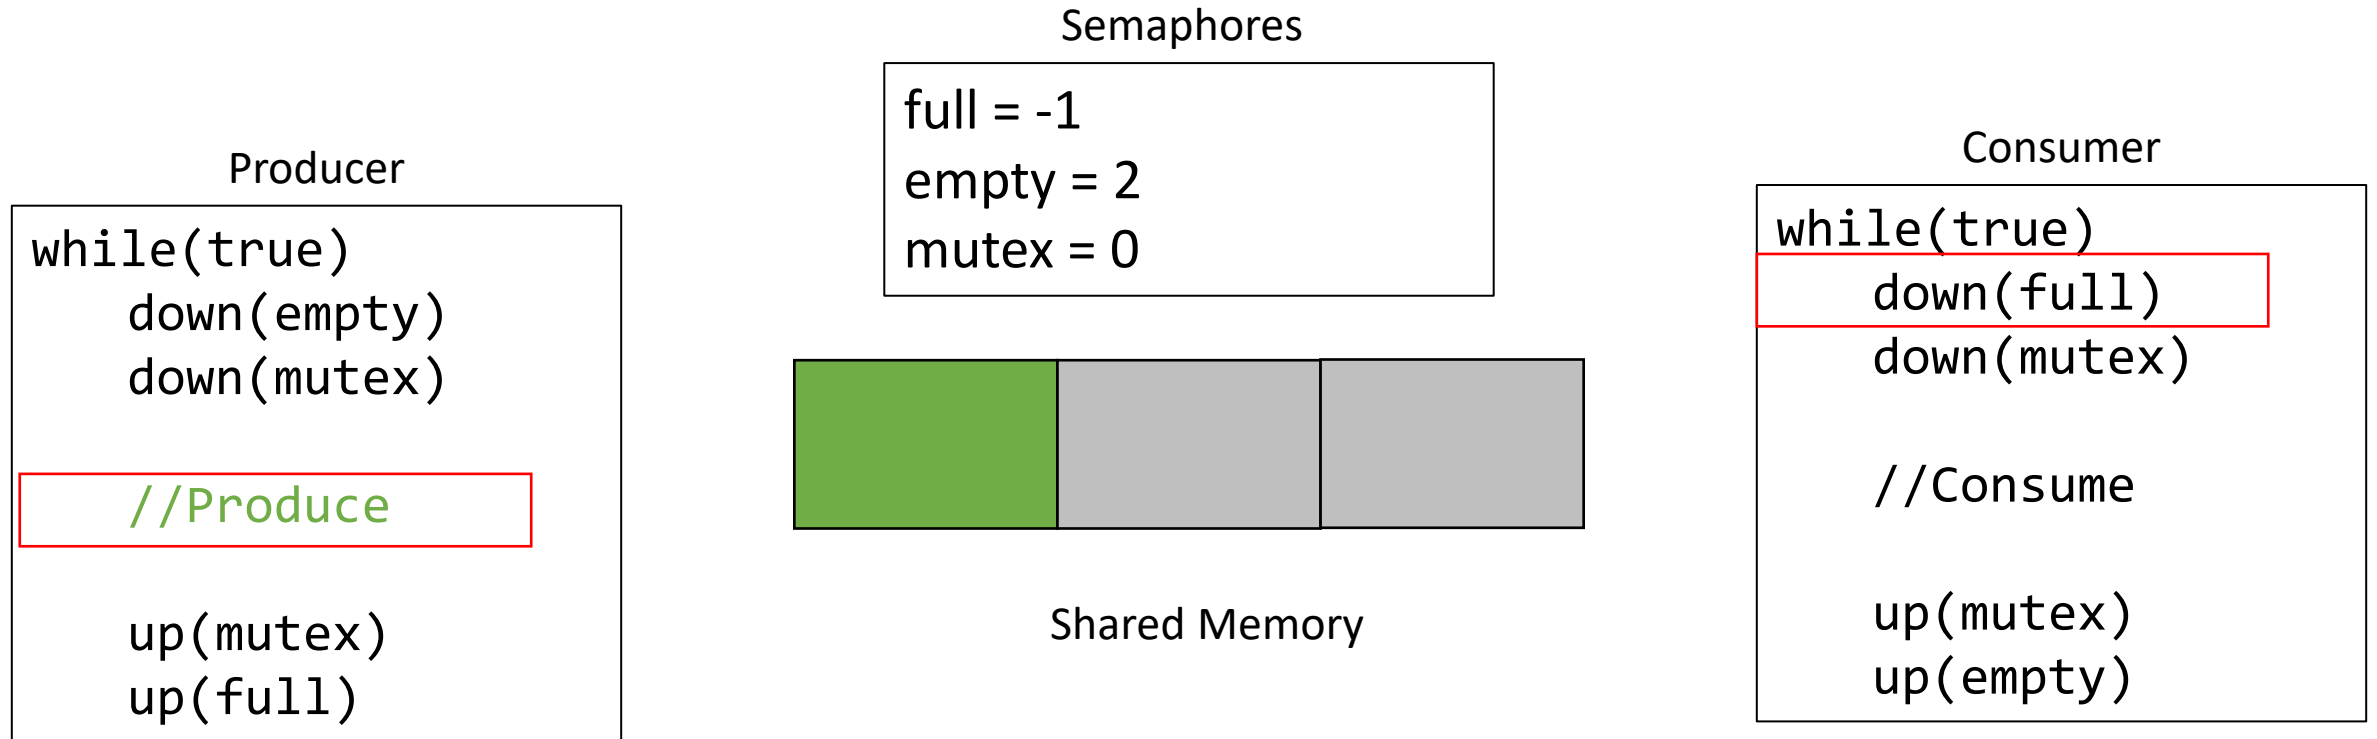 Semaphores
full = -1
empty = 2
mutex = 0
Producer
while(true)
down(empty)
down(mutex)
//Produce
up(mutex)
up(full)
Shared Memory
Consumer
while(true)
down(full)
down(mutex)
//Consume
up(mutex)
up(empty)